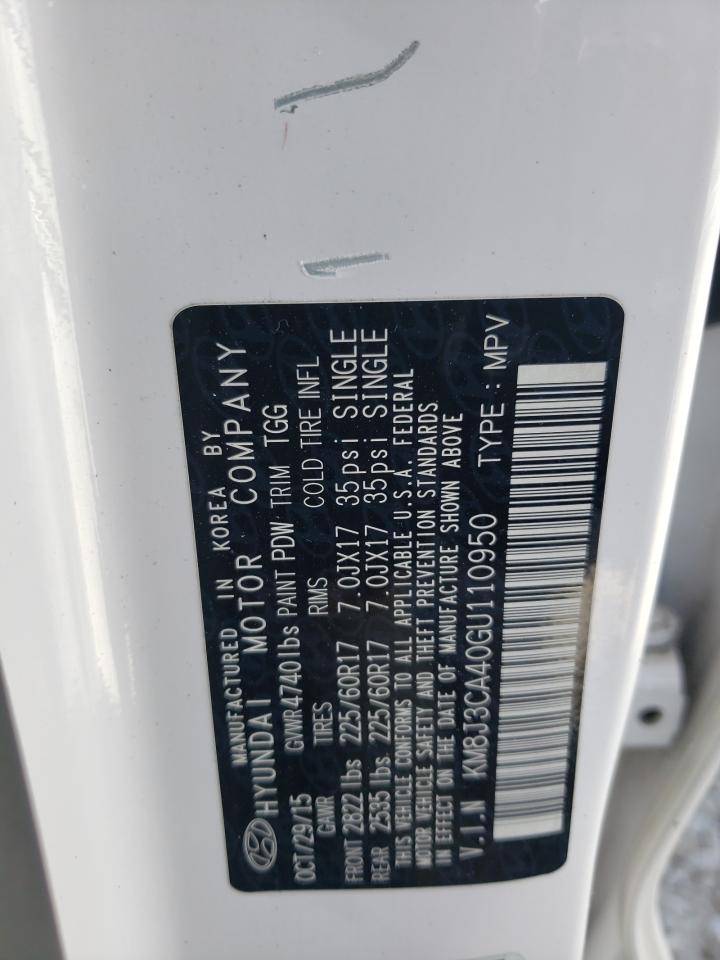 MANUFACTURED IN KOREA BY
HYUNDAI MOTOR COMPANY
OCT/29/15 GVWR 4740 lbs PAINT PDW TRIM TGG
GAWR TIRES RIMS COLD TIRE INFL
FRONT 2822 lbs 225/60R17 7.0JX17 35psi SINGLE
REAR 2535 lbs 225/60R17 7.0JX17 35psi SINGLE
THIS VEHICLE CONFORMS TO ALL APPLICABLE U.S.A. FEDERAL
MOTOR VEHICLE SAFETY AND THEFT PREVENTION STANDARDS
IN EFFECT ON THE DATE OF MANUFACTURE SHOWN ABOVE
V.I.N KM8J3CA40GU110950 TYPE : MPV